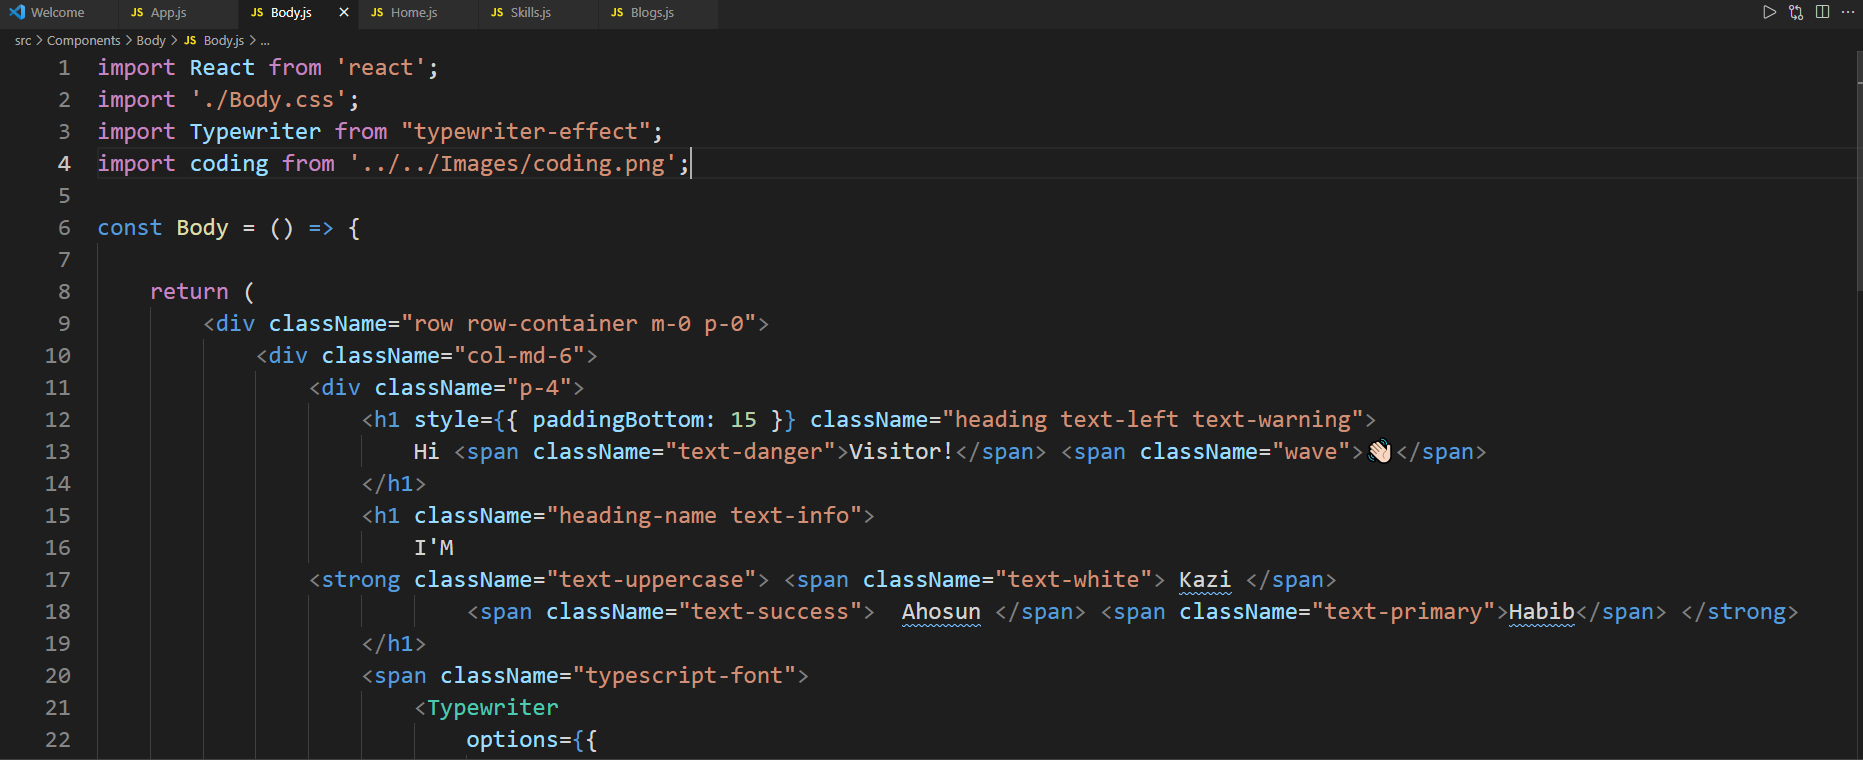 Welcome JS App.js JS Body.js JS Home.js JS Skills.js JS Blogs.js
src > Components > Body > JS Body.js > ...
1 import React from 'react';
2 import './Body.css';
3 import Typewriter from "typewriter-effect";
4 import coding from '../../Images/coding.png';
5
6 const Body = () => {
7
8 return (
9 <div className="row row-container m-0 p-0">
10 <div className="col-md-6">
11 <div className="p-4">
12 <h1 style={{ paddingBottom: 15 }} className="heading text-left text-warning">
13 Hi <span className="text-danger">Visitor!</span> <span className="wave">👋🏻</span>
14 </h1>
15 <h1 className="heading-name text-info">
16 I'M
17 <strong className="text-uppercase"> <span className="text-white"> Kazi </span>
18 <span className="text-success"> Ahosun </span> <span className="text-primary">Habib</span> </strong>
19 </h1>
20 <span className="typescript-font">
21 <Typewriter
22 options={{